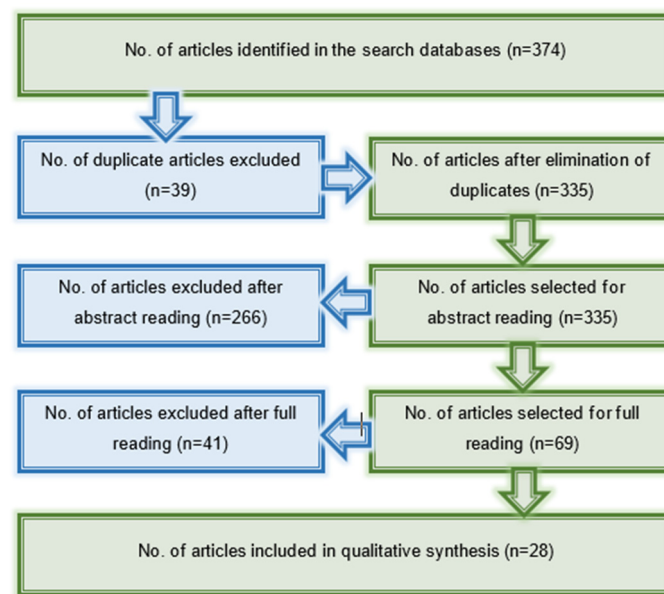 No. of articles identified in the search databases (n=374)
No. of duplicate articles excluded
(n=39)
No. of articles after elimination of
duplicates (n=335)
No. of articles excluded after
abstract reading (n=266)
No. of articles selected for
abstract reading (n=335)
No. of articles excluded after full
reading (n=41)
No. of articles selected for full
reading (n=69)
No. of articles included in qualitative synthesis (n=28)